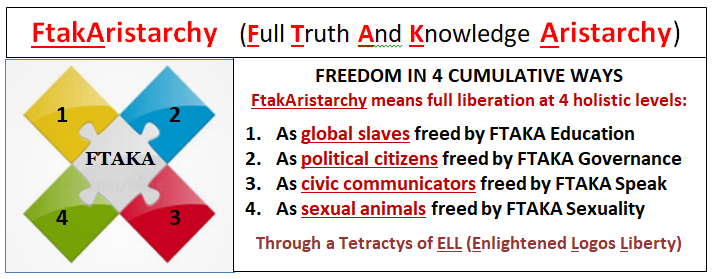 FtakAristarchy (Full Truth And Knowledge Aristarchy)
FREEDOM IN 4 CUMULATIVE WAYS
FtakAristarchy means full liberation at 4 holistic levels:
1. As global slaves freed by FTAKA Education
2. As political citizens freed by FTAKA Governance
3. As civic communicators freed by FTAKA Speak
4. As sexual animals freed by FTAKA Sexuality
Through a Tetractys of ELL (Enlightened Logos Liberty)
1 2
FTAKA
4 3